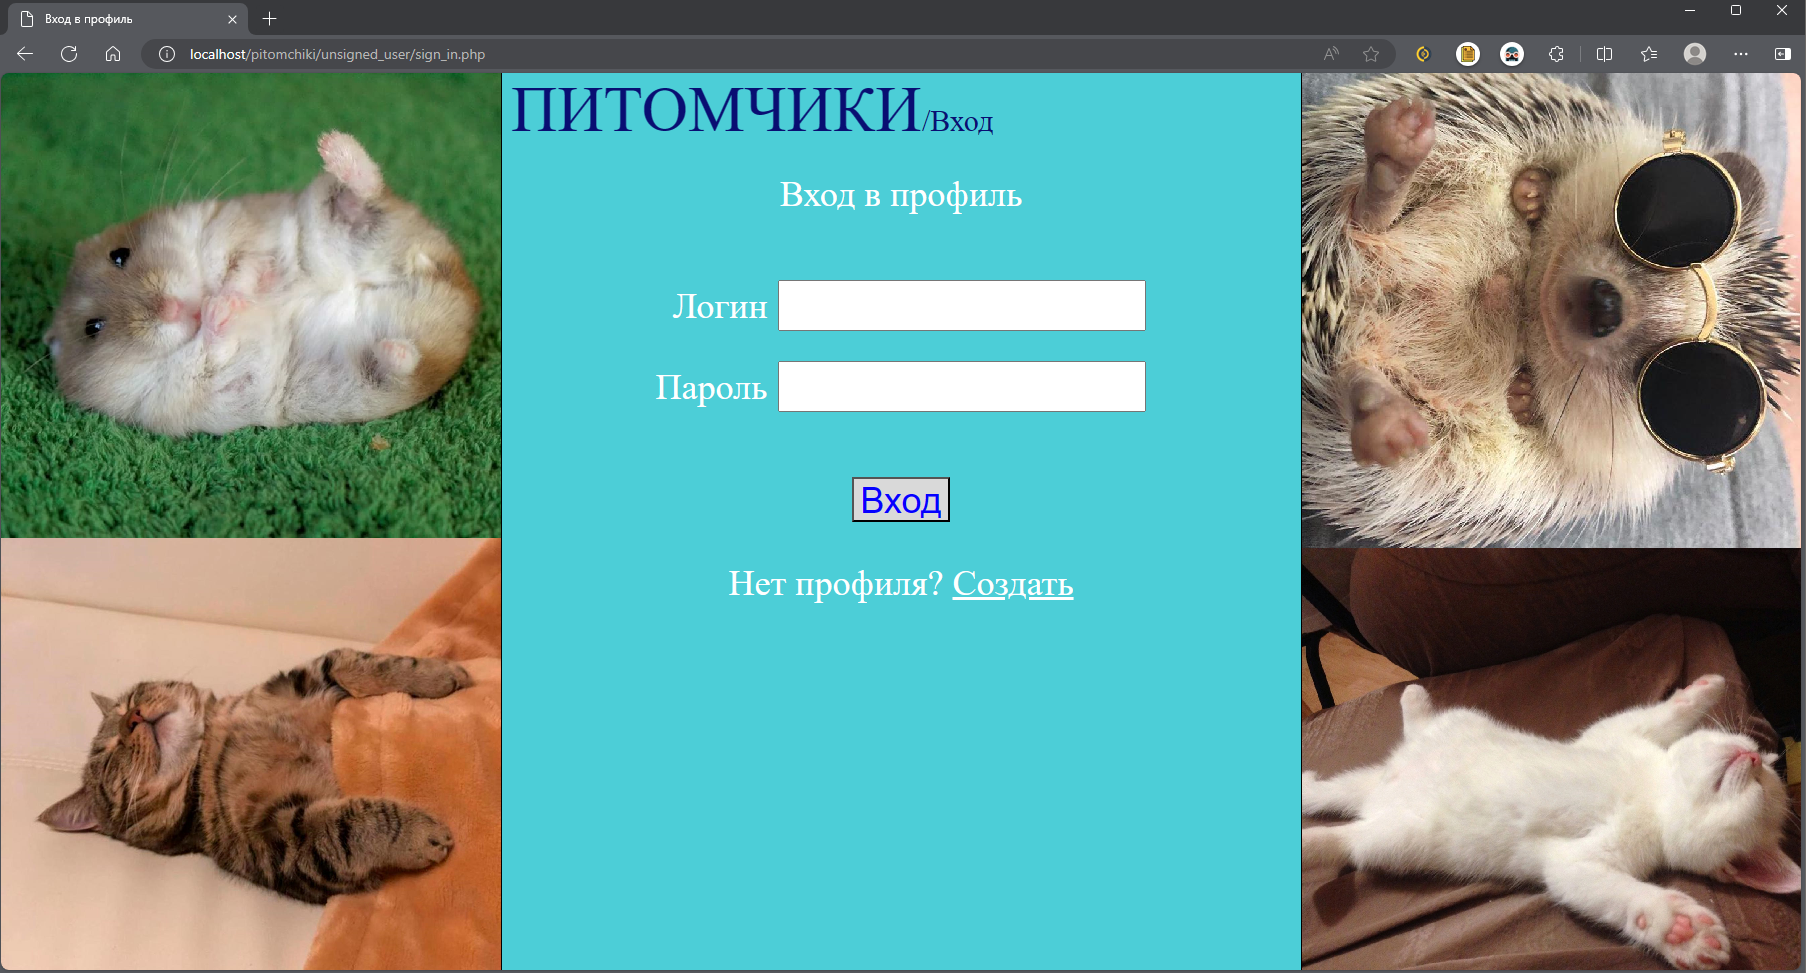 Вход в профиль
localhost/pitomchiki/unsigned_user/sign_in.php
ПИТОМЧИКИ/Вход
Вход в профиль
Логин
Пароль
Вход
Нет профиля? Создать